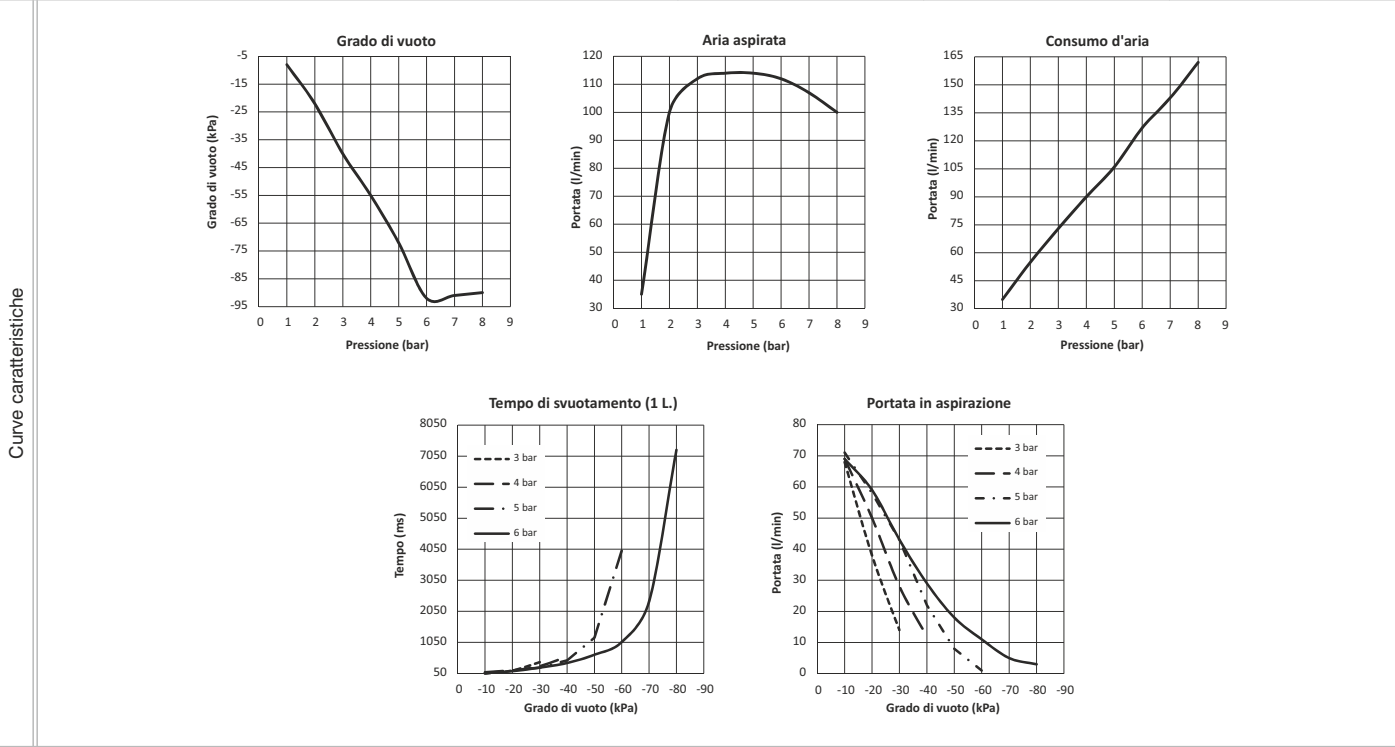 Curve caratteristiche
Grado di vuoto
-5
-15
-25
-35
-45
-55
-65
-75
-85
-95
Grado di vuoto (kPa)
0 1 2 3 4 5 6 7 8 9
Pressione (bar)
Aria aspirata
120
110
100
90
80
70
60
50
40
30
Portata (l/min)
0 1 2 3 4 5 6 7 8 9
Pressione (bar)
Consumo d'aria
165
150
135
120
105
90
75
60
45
30
Portata (l/min)
0 1 2 3 4 5 6 7 8 9
Pressione (bar)
Tempo di svuotamento (1 L.)
8050
7050
6050
5050
4050
3050
2050
1050
50
Tempo (ms)
3 bar
4 bar
5 bar
6 bar
0 -10 -20 -30 -40 -50 -60 -70 -80 -90
Grado di vuoto (kPa)
Portata in aspirazione
80
70
60
50
40
30
20
10
0
Portata (l/min)
3 bar
4 bar
5 bar
6 bar
0 -10 -20 -30 -40 -50 -60 -70 -80 -90
Grado di vuoto (kPa)